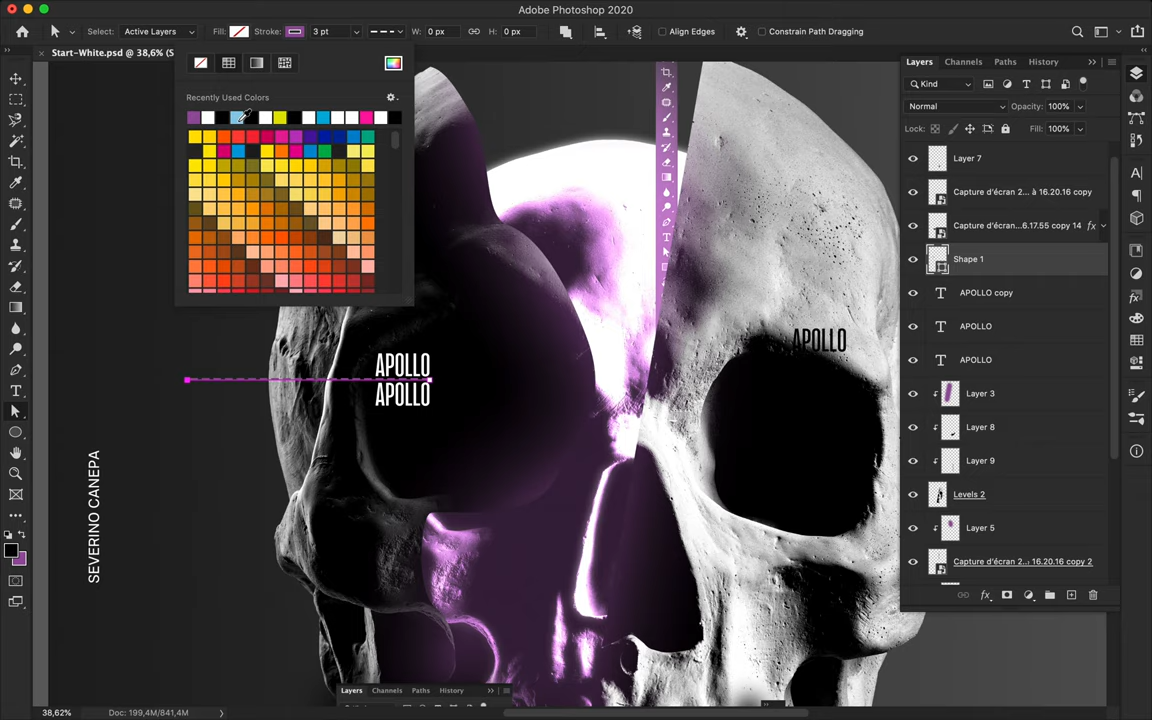 Adobe Photoshop 2020
Select: Active Layers Fill: Stroke: 3 pt W: 0 px H: 0 px Align Edges Constrain Path Dragging
Start-White.psd @ 38,6% (S
Recently Used Colors
APOLLO
APOLLO
APOLLO
SEVERINO CANEPA
Layers Channels Paths History
Kind
Normal Opacity: 100%
Lock: Fill: 100%
Layer 7
Capture d'écran 2... à 16.20.16 copy
Capture d'écran...6.17.55 copy 14 fx
Shape 1
T APOLLO copy
T APOLLO
T APOLLO
Layer 3
Layer 8
Layer 9
Levels 2
Layer 5
Capture d'écran 2...à 16.20.16 copy 2
fx
Layers Channels Paths History
38,62% Doc: 199,4M/841,4M